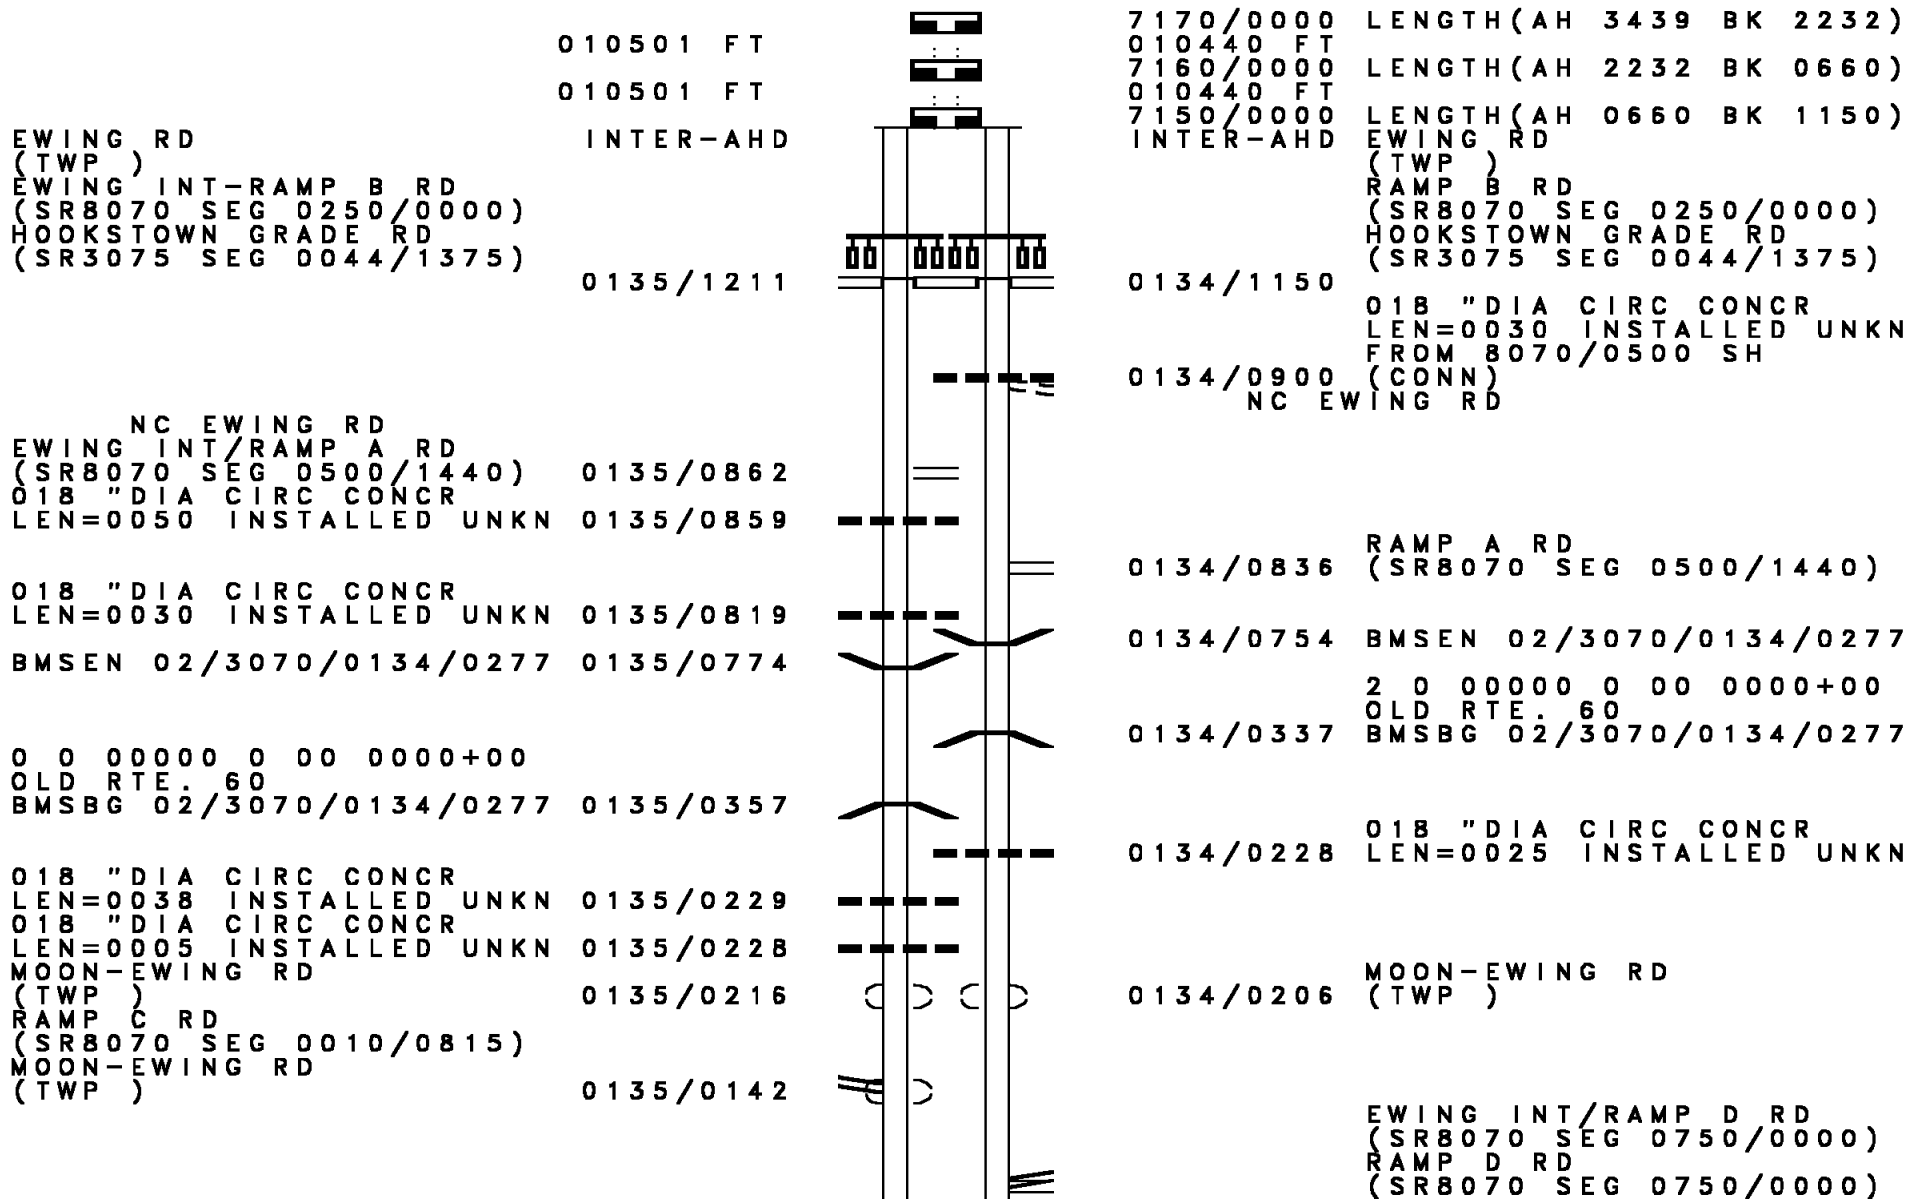 7170/0000 LENGTH(AH 3439 BK 2232)
010501 FT 010440 FT
7160/0000 LENGTH(AH 2232 BK 0660)
010501 FT 010440 FT
7150/0000 LENGTH(AH 0660 BK 1150)
EWING RD INTER-AHD INTER-AHD EWING RD
(TWP ) (TWP )
EWING INT-RAMP B RD RAMP B RD
(SR8070 SEG 0250/0000) (SR8070 SEG 0250/0000)
HOOKSTOWN GRADE RD HOOKSTOWN GRADE RD
(SR3075 SEG 0044/1375) (SR3075 SEG 0044/1375)
0135/1211 0134/1150
018 "DIA CIRC CONCR
LEN=0030 INSTALLED UNKN
FROM 8070/0500 SH
0134/0900 (CONN)
NC EWING RD
NC EWING RD
EWING INT/RAMP A RD
(SR8070 SEG 0500/1440) 0135/0862
018 "DIA CIRC CONCR
LEN=0050 INSTALLED UNKN 0135/0859
RAMP A RD
0134/0836 (SR8070 SEG 0500/1440)
018 "DIA CIRC CONCR
LEN=0030 INSTALLED UNKN 0135/0819
0134/0754 BMSEN 02/3070/0134/0277
BMSEN 02/3070/0134/0277 0135/0774
2 0 00000 0 00 0000+00
OLD RTE. 60
0134/0337 BMSBG 02/3070/0134/0277
0 0 00000 0 00 0000+00
OLD RTE. 60
BMSBG 02/3070/0134/0277 0135/0357
018 "DIA CIRC CONCR
0134/0228 LEN=0025 INSTALLED UNKN
018 "DIA CIRC CONCR
LEN=0038 INSTALLED UNKN 0135/0229
018 "DIA CIRC CONCR
LEN=0005 INSTALLED UNKN 0135/0228
MOON-EWING RD MOON-EWING RD
(TWP ) 0135/0216 0134/0206 (TWP )
RAMP C RD
(SR8070 SEG 0010/0815)
MOON-EWING RD
(TWP ) 0135/0142
EWING INT/RAMP D RD
(SR8070 SEG 0750/0000)
RAMP D RD
(SR8070 SEG 0750/0000)